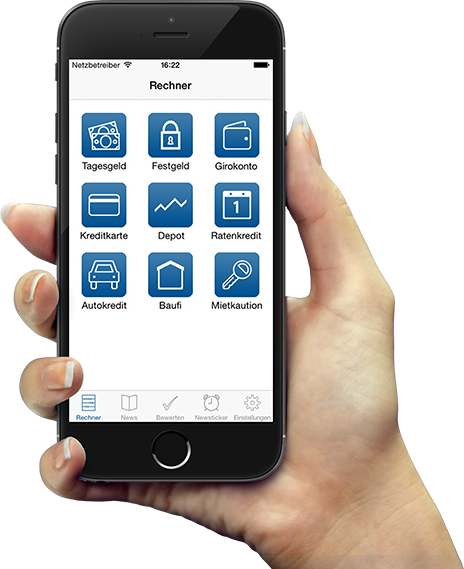 Netzbetreiber 16:22
Rechner
Tagesgeld Festgeld Girokonto
1
Kreditkarte Depot Ratenkredit
Autokredit Baufi Mietkaution
Rechner News Bewerten Newsticker Einstellungen